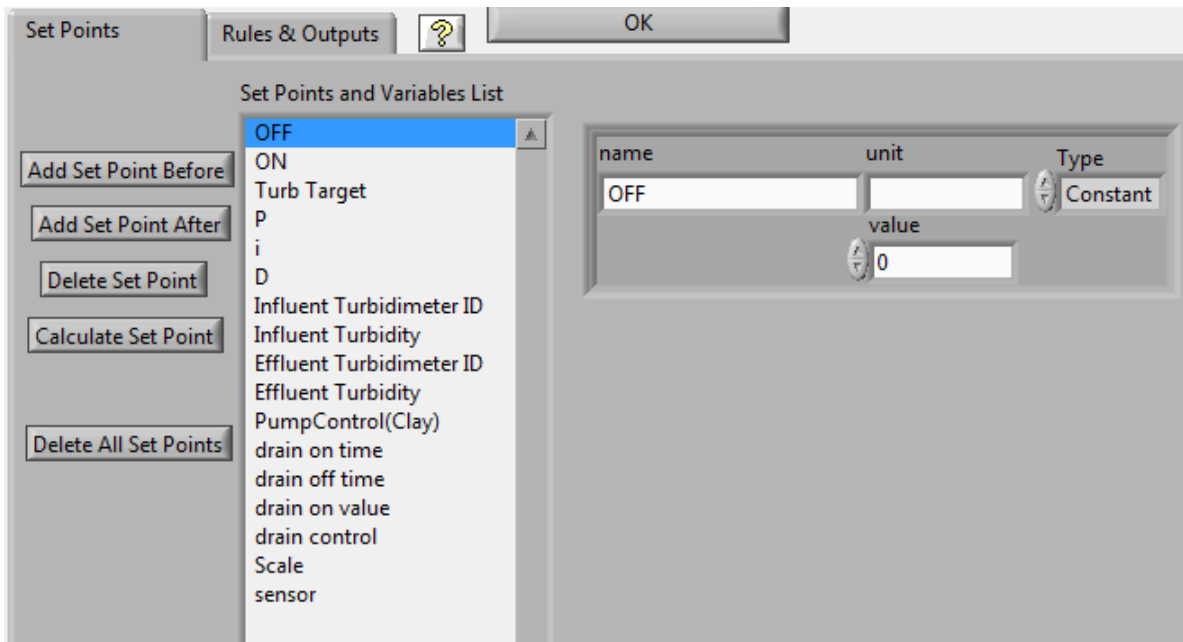 Set Points
Rules & Outputs
?
OK
Set Points and Variables List
Add Set Point Before
Add Set Point After
Delete Set Point
Calculate Set Point
Delete All Set Points
OFF
ON
Turb Target
P
i
D
Influent Turbidimeter ID
Influent Turbidity
Effluent Turbidimeter ID
Effluent Turbidity
PumpControl(Clay)
drain on time
drain off time
drain on value
drain control
Scale
sensor
name unit Type
OFF Constant
value
0